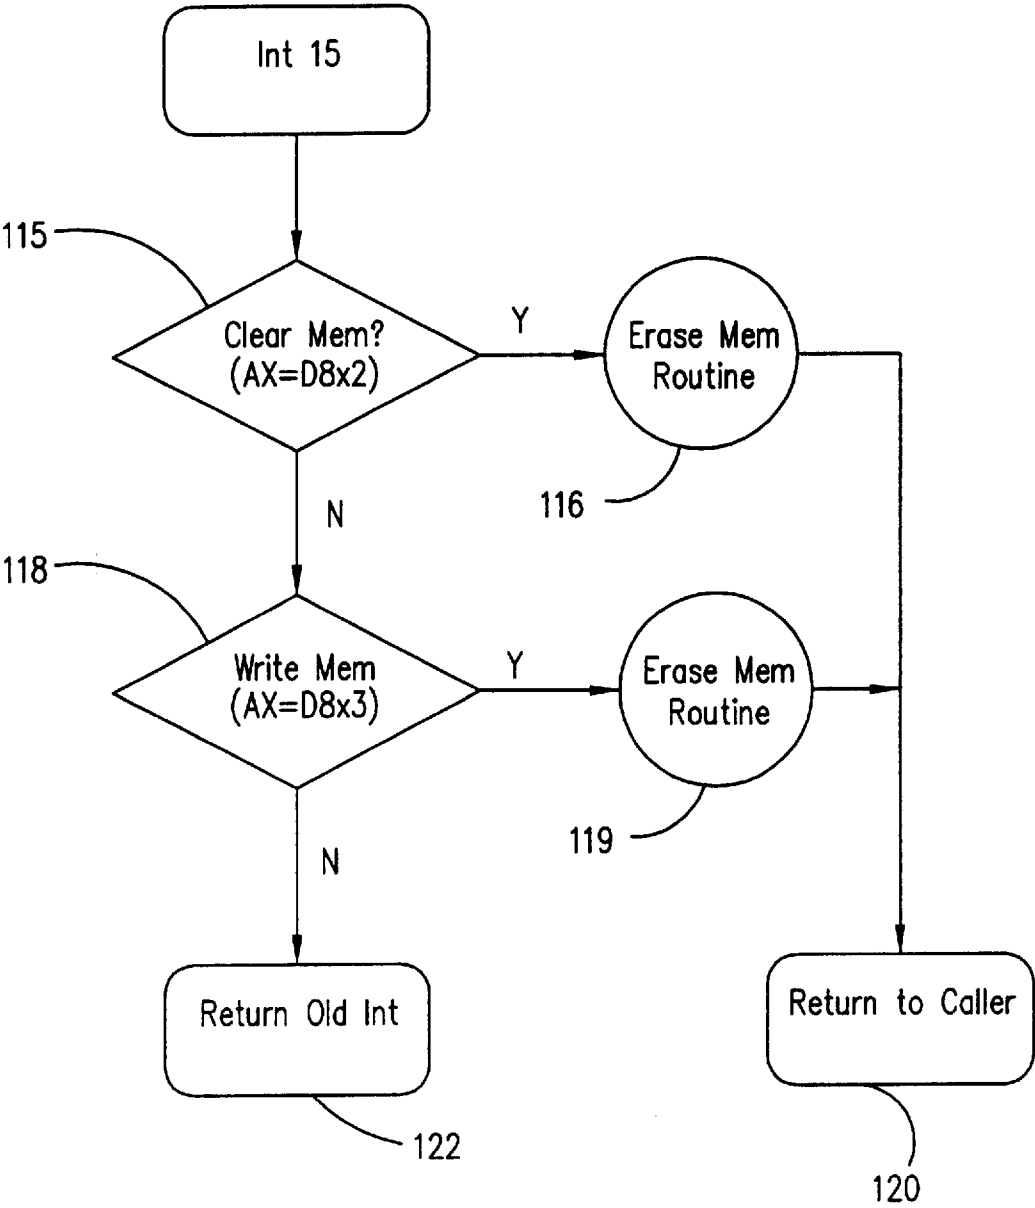 Int 15
115
Clear Mem?
(AX=D8x2)
Y
Erase Mem
Routine
116
N
118
Write Mem
(AX=D8x3)
Y
Erase Mem
Routine
119
N
Return Old Int
122
Return to Caller
120